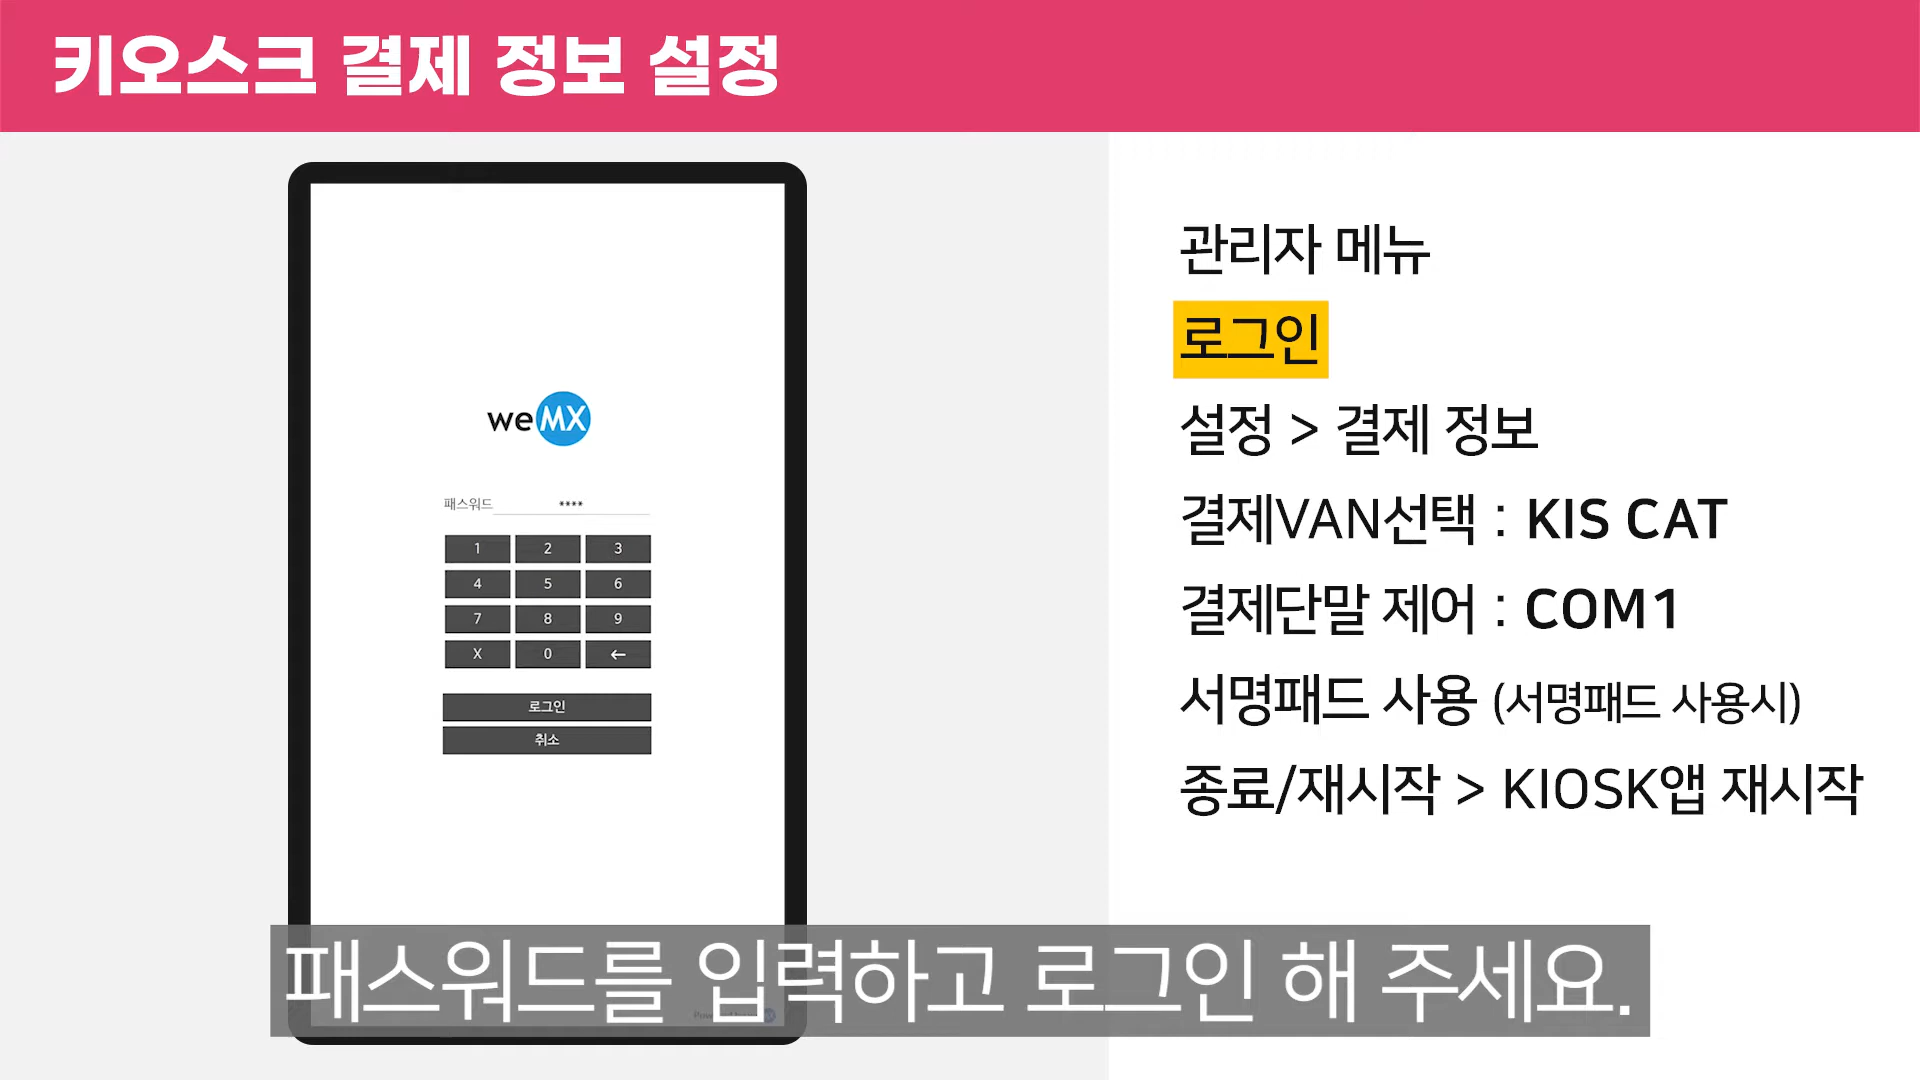 키오스크 결제 정보 설정
weMX
패스워드 ****
1 2 3
4 5 6
7 8 9
X 0 ←
로그인
취소
관리자 메뉴
로그인
설정 > 결제 정보
결제VAN선택 : KIS CAT
결제단말 제어 : COM1
서명패드 사용 (서명패드 사용시)
종료/재시작 > KIOSK앱 재시작
패스워드를 입력하고 로그인 해 주세요.